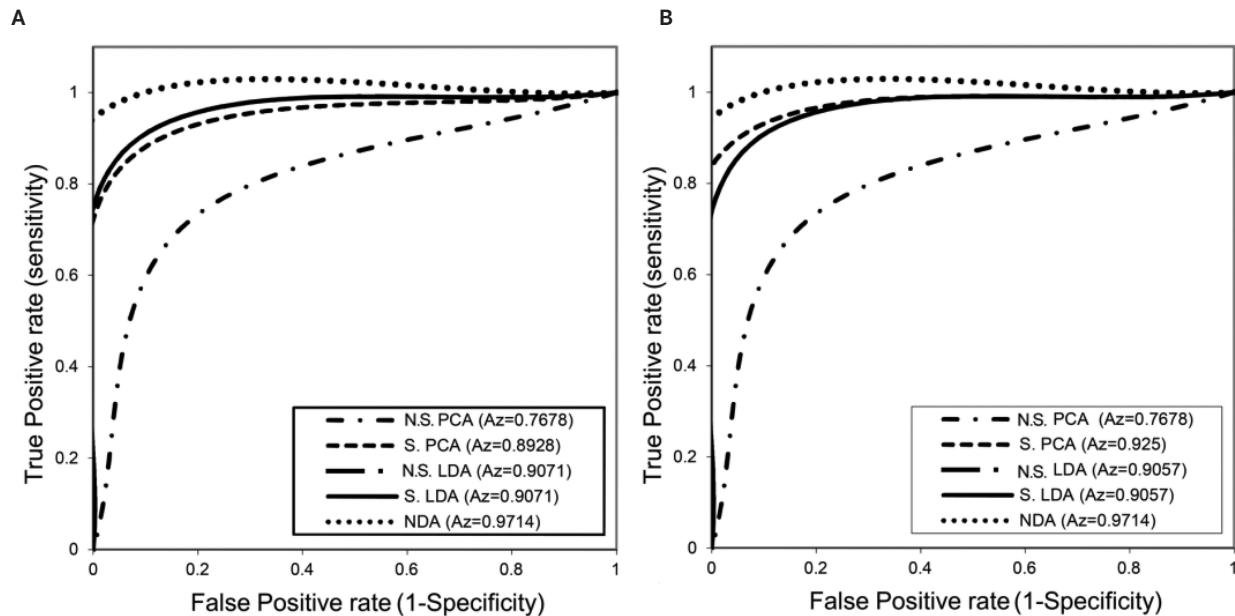 A
True Positive rate (sensitivity)
1
0.8
0.6
0.4
0.2
0
0
0.2
0.4
0.6
0.8
1
False Positive rate (1-Specificity)
N.S. PCA (Az=0.7678)
S. PCA (Az=0.8928)
N.S. LDA (Az=0.9071)
S. LDA (Az=0.9071)
NDA (Az=0.9714)
B
True Positive rate (sensitivity)
1
0.8
0.6
0.4
0.2
0
0
0.2
0.4
0.6
0.8
1
False Positive rate (1-Specificity)
N.S. PCA (Az=0.7678)
S. PCA (Az=0.925)
N.S. LDA (Az=0.9057)
S. LDA (Az=0.9057)
NDA (Az=0.9714)